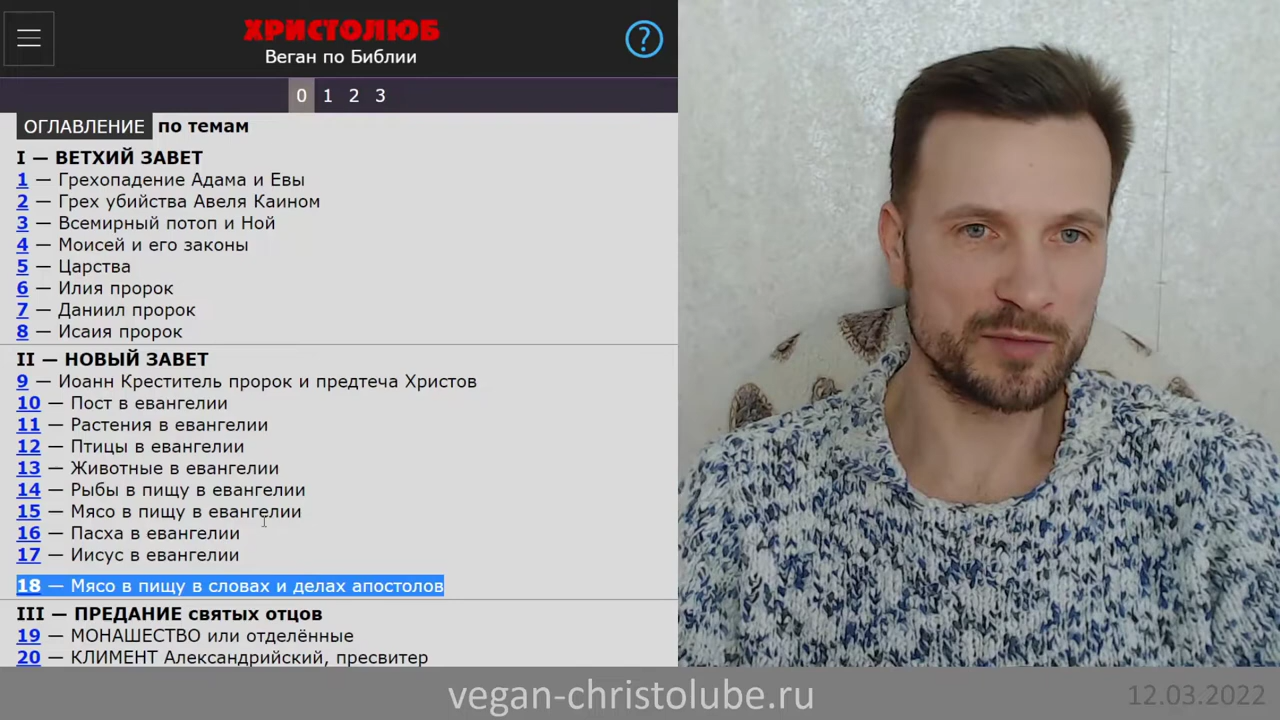 ХРИСТОЛЮБ
Веган по Библии
?
0 1 2 3
ОГЛАВЛЕНИЕ по темам
I — ВЕТХИЙ ЗАВЕТ
1 — Грехопадение Адама и Евы
2 — Грех убийства Авеля Каином
3 — Всемирный потоп и Ной
4 — Моисей и его законы
5 — Царства
6 — Илия пророк
7 — Даниил пророк
8 — Исаия пророк
II — НОВЫЙ ЗАВЕТ
9 — Иоанн Креститель пророк и предтеча Христов
10 — Пост в евангелии
11 — Растения в евангелии
12 — Птицы в евангелии
13 — Животные в евангелии
14 — Рыбы в пищу в евангелии
15 — Мясо в пищу в евангелии
16 — Пасха в евангелии
17 — Иисус в евангелии
18 — Мясо в пищу в словах и делах апостолов
III — ПРЕДАНИЕ святых отцов
19 — МОНАШЕСТВО или отделённые
20 — КЛИМЕНТ Александрийский, пресвитер
vegan-christolube.ru
12.03.2022